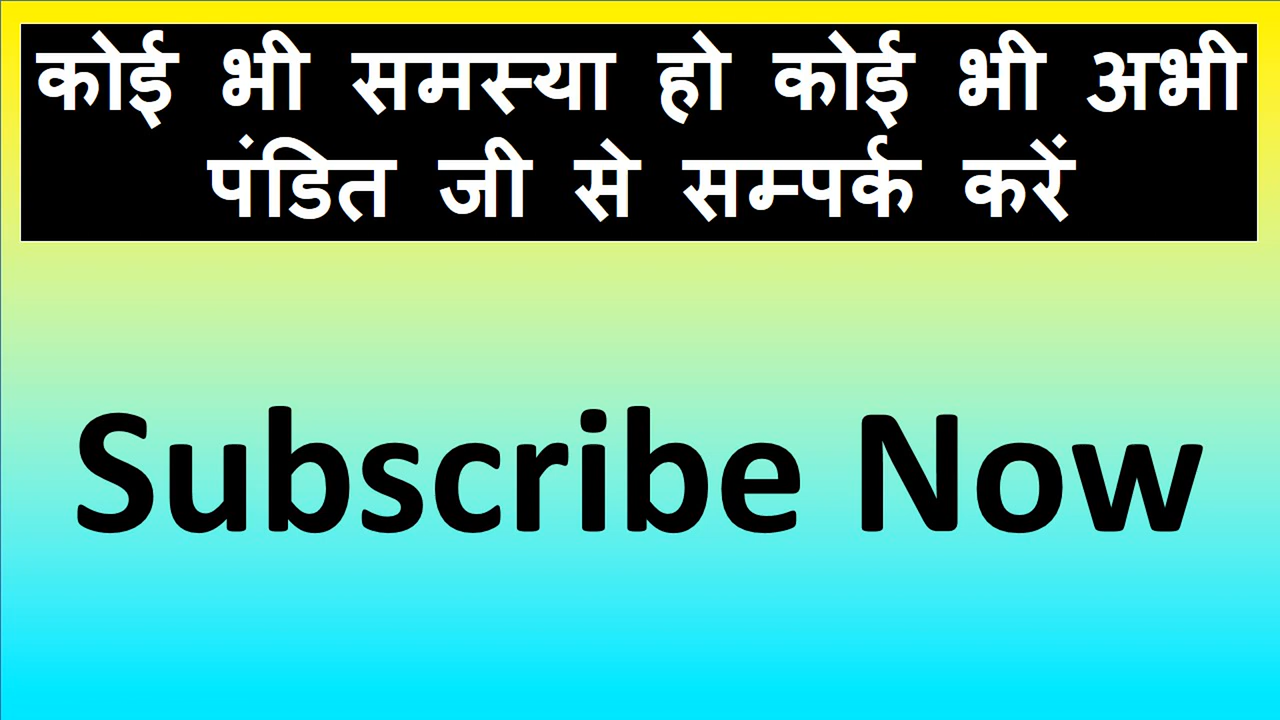 कोई भी समस्या हो कोई भी अभी
पंडित जी से सम्पर्क करें
Subscribe Now